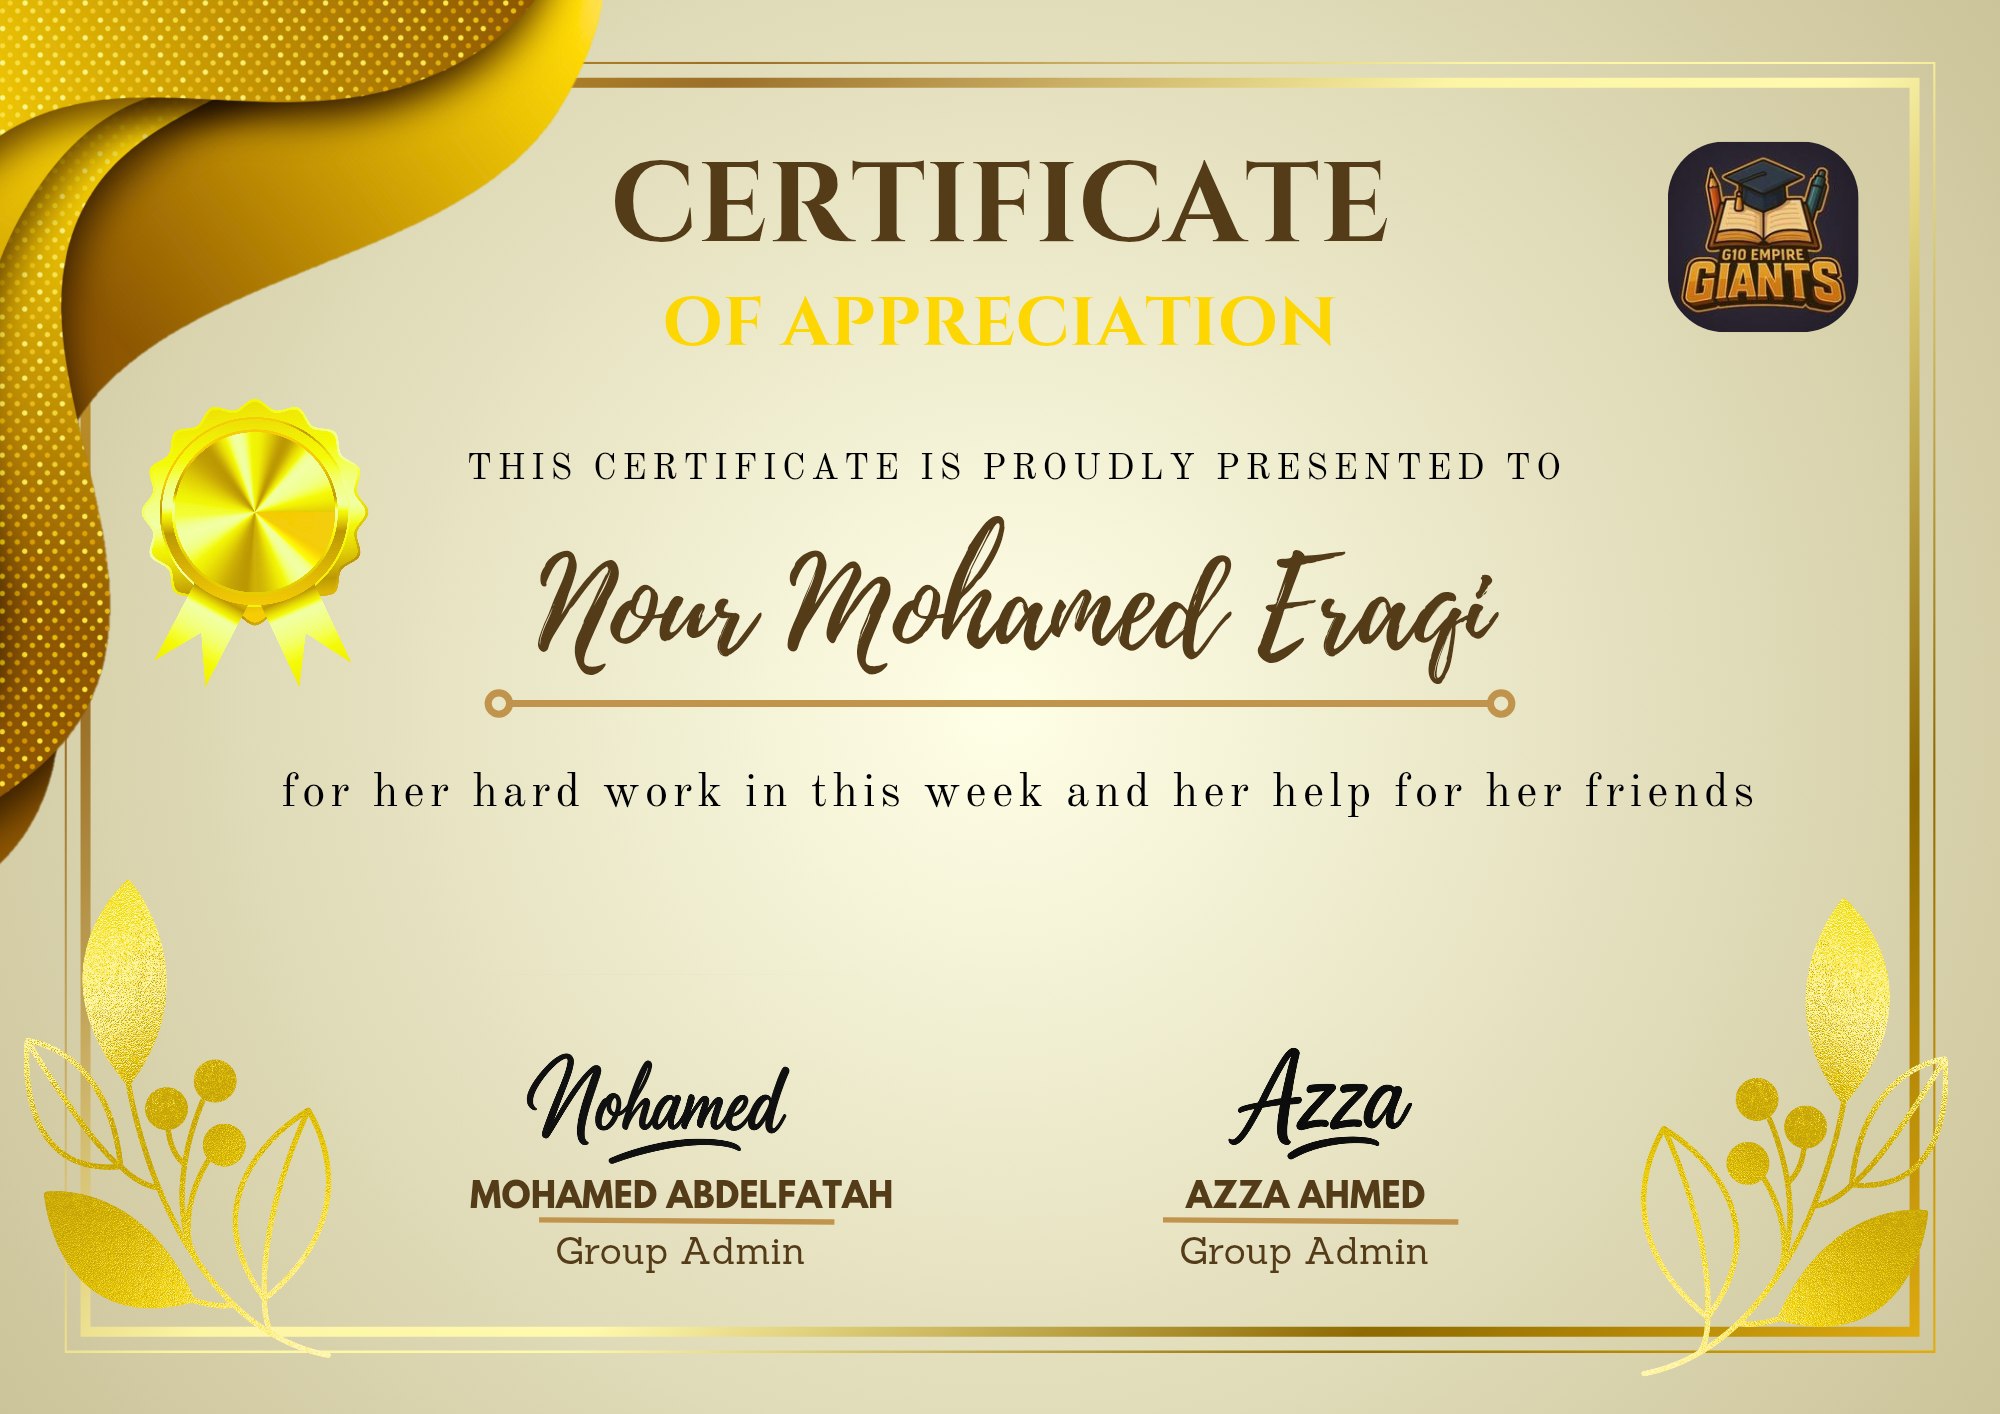 CERTIFICATE
OF APPRECIATION
G10 EMPIRE
GIANTS
THIS CERTIFICATE IS PROUDLY PRESENTED TO
Nour Mohamed Eraqi
for her hard work in this week and her help for her friends
Nohamed
MOHAMED ABDELFATAH
Group Admin
Azza
AZZA AHMED
Group Admin